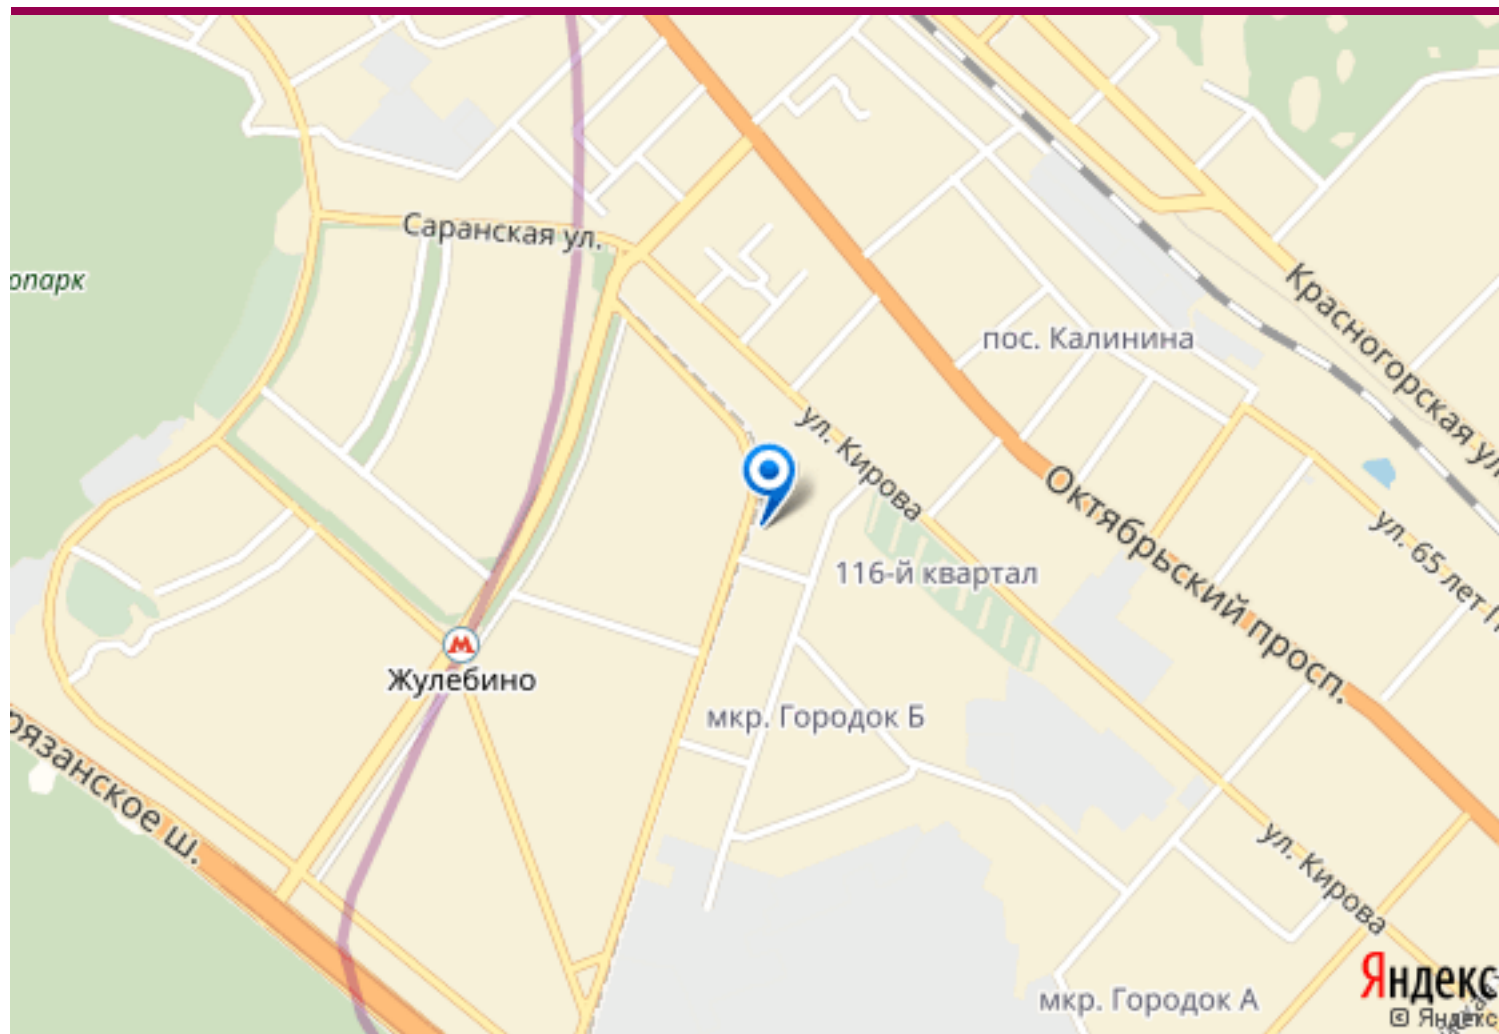 Саранская ул.
опарк
пос. Калинина
Красногорская ул.
ул. Кирова
Октябрьский просп.
ул. 65 лет П
116-й квартал
Жулебино
мкр. Городок Б
рязанское ш.
ул. Кирова
мкр. Городок А
Яндекс
© Яндекс